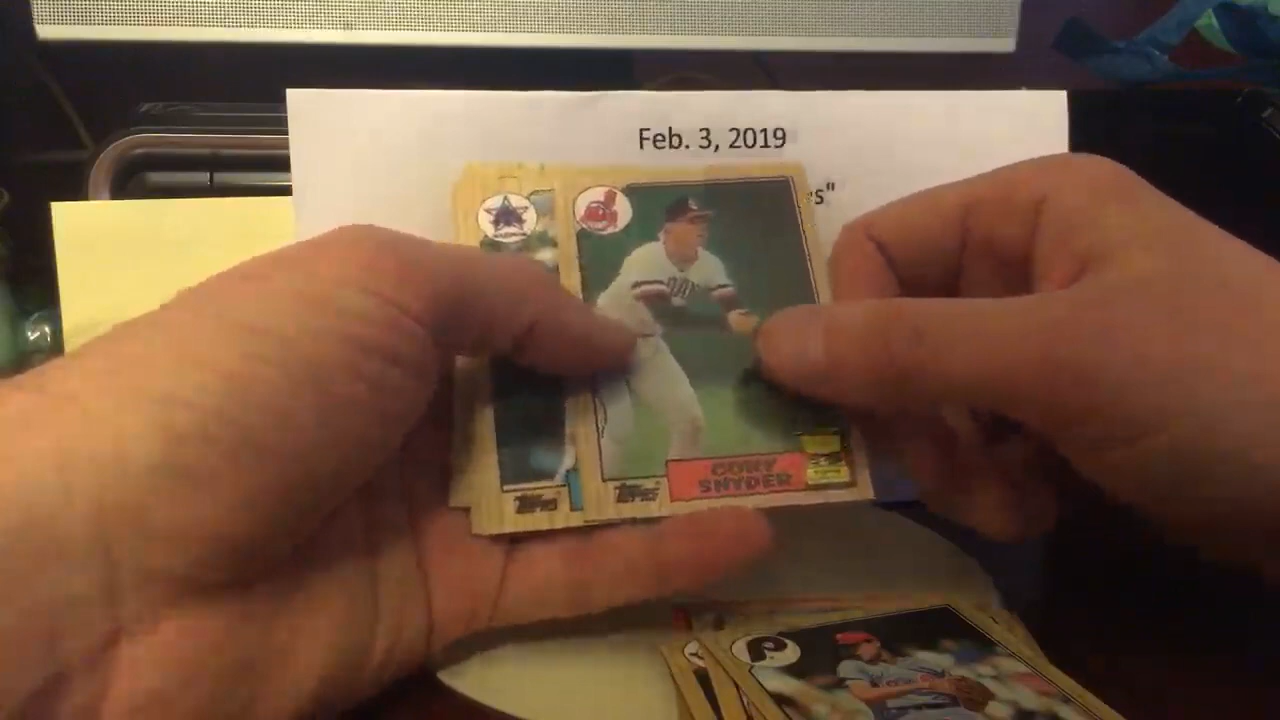 Feb. 3, 2019
s"
CORY
SNYDER
Topps
Topps